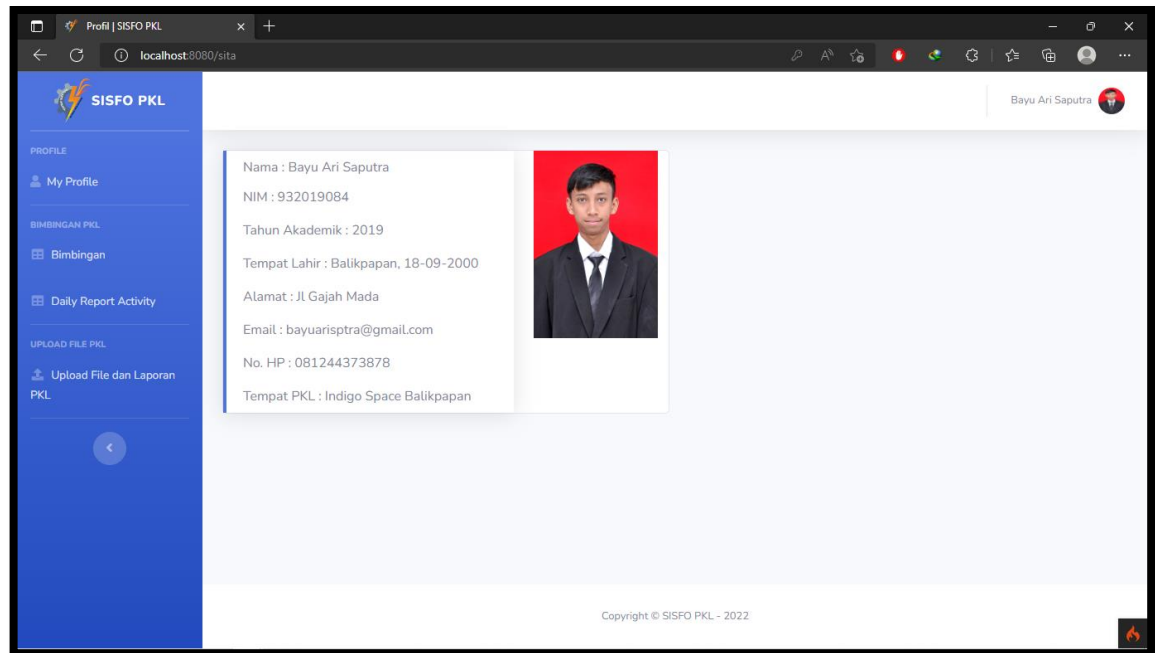 Profil | SISFO PKL
localhost:8080/sita
SISFO PKL
Bayu Ari Saputra
PROFILE
My Profile
BIMBINGAN PKL
Bimbingan
Daily Report Activity
UPLOAD FILE PKL
Upload File dan Laporan
PKL
Nama : Bayu Ari Saputra
NIM : 932019084
Tahun Akademik : 2019
Tempat Lahir : Balikpapan, 18-09-2000
Alamat : Jl Gajah Mada
Email : bayuarisptra@gmail.com
No. HP : 081244373878
Tempat PKL : Indigo Space Balikpapan
Copyright © SISFO PKL - 2022